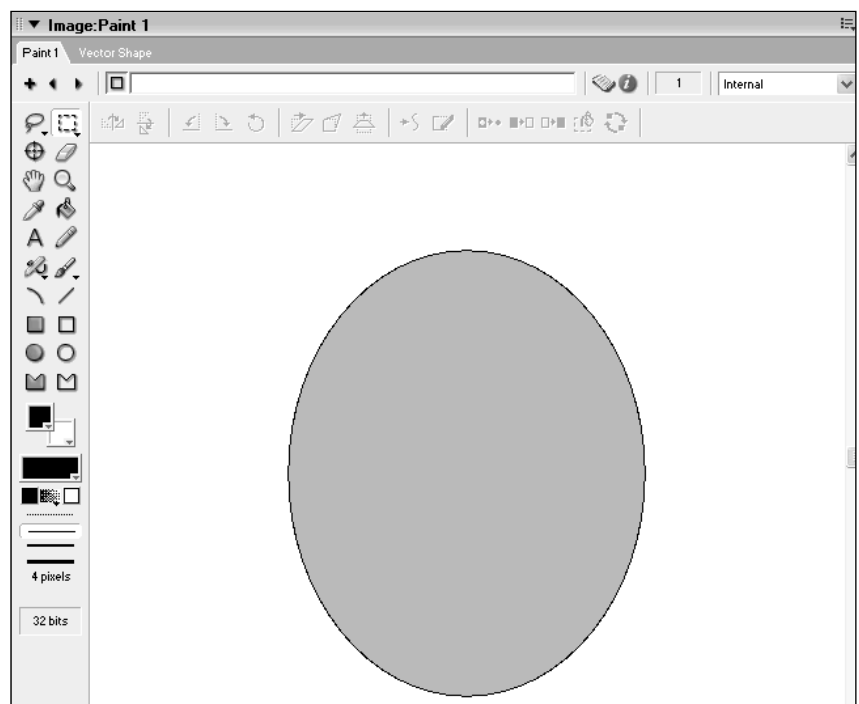 Image:Paint 1
Paint 1 Vector Shape
1 Internal
A
4 pixels
32 bits